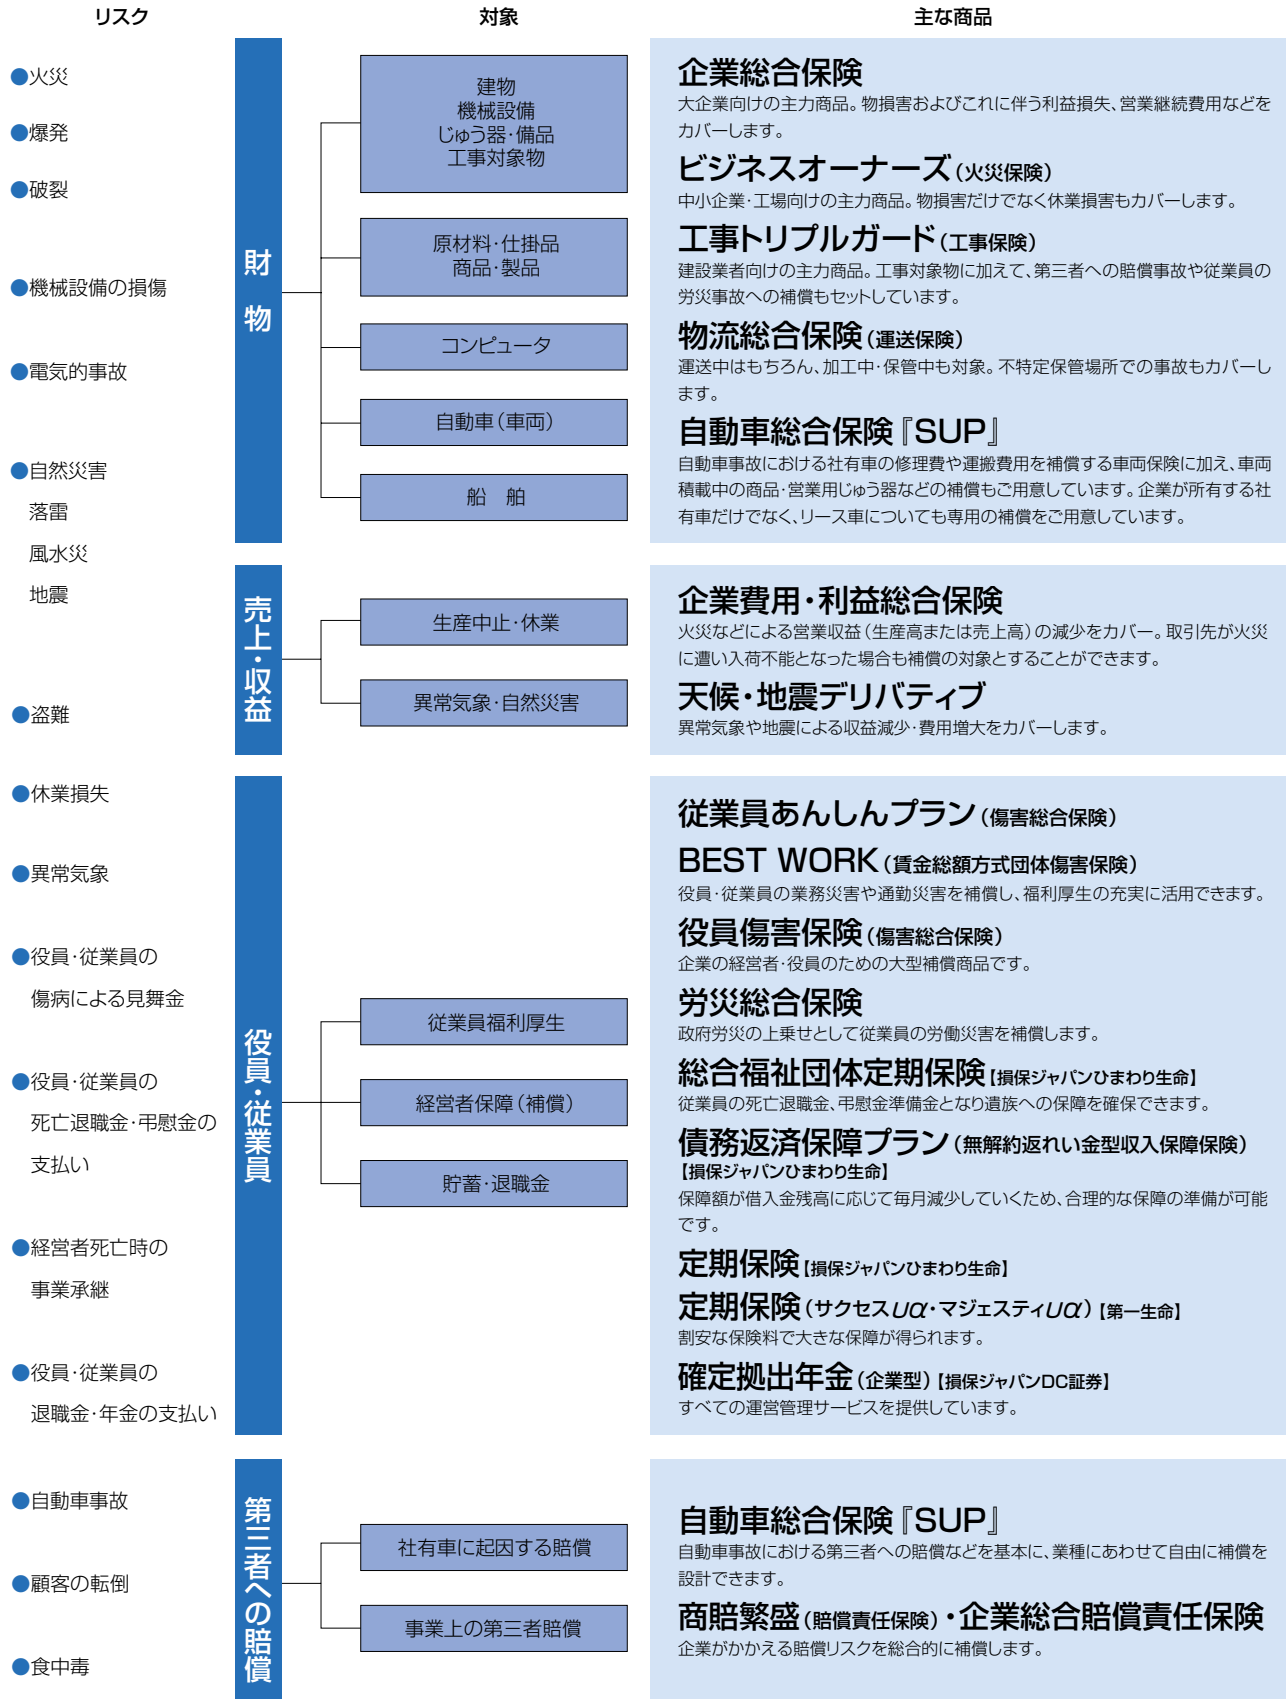 リスク
対象
主な商品
●火災
●爆発
●破裂
●機械設備の損傷
●電気的事故
●自然災害
落雷
風水災
地震
●盗難
●休業損失
●異常気象
●役員・従業員の
傷病による見舞金
●役員・従業員の
死亡退職金・弔慰金の
支払い
●経営者死亡時の
事業承継
●役員・従業員の
退職金・年金の支払い
●自動車事故
●顧客の転倒
●食中毒
財物
建物
機械設備
じゅう器・備品
工事対象物
原材料・仕掛品
商品・製品
コンピュータ
自動車（車両）
船　舶
企業総合保険
大企業向けの主力商品。物損害およびこれに伴う利益損失、営業継続費用などを
カバーします。
ビジネスオーナーズ（火災保険）
中小企業・工場向けの主力商品。物損害だけでなく休業損害もカバーします。
工事トリプルガード（工事保険）
建設業者向けの主力商品。工事対象物に加えて、第三者への賠償事故や従業員の
労災事故への補償もセットしています。
物流総合保険（運送保険）
運送中はもちろん、加工中・保管中も対象。不特定保管場所での事故もカバーし
ます。
自動車総合保険『SUP』
自動車事故における社有車の修理費や運搬費用を補償する車両保険に加え、車両
積載中の商品・営業用じゅう器などの補償もご用意しています。企業が所有する社
有車だけでなく、リース車についても専用の補償をご用意しています。
売上・収益
生産中止・休業
異常気象・自然災害
企業費用・利益総合保険
火災などによる営業収益（生産高または売上高）の減少をカバー。取引先が火災
に遭い入荷不能となった場合も補償の対象とすることができます。
天候・地震デリバティブ
異常気象や地震による収益減少・費用増大をカバーします。
役員・従業員
従業員福利厚生
経営者保障（補償）
貯蓄・退職金
従業員あんしんプラン（傷害総合保険）
BEST WORK（賃金総額方式団体傷害保険）
役員・従業員の業務災害や通勤災害を補償し、福利厚生の充実に活用できます。
役員傷害保険（傷害総合保険）
企業の経営者・役員のための大型補償商品です。
労災総合保険
政府労災の上乗せとして従業員の労働災害を補償します。
総合福祉団体定期保険【損保ジャパンひまわり生命】
従業員の死亡退職金、弔慰金準備金となり遺族への保障を確保できます。
債務返済保障プラン（無解約返れい金型収入保障保険）
【損保ジャパンひまわり生命】
保障額が借入金残高に応じて毎月減少していくため、合理的な保障の準備が可能
です。
定期保険【損保ジャパンひまわり生命】
定期保険（サクセスUα・マジェスティUα）【第一生命】
割安な保険料で大きな保障が得られます。
確定拠出年金（企業型）【損保ジャパンDC証券】
すべての運営管理サービスを提供しています。
第三者への賠償
社有車に起因する賠償
事業上の第三者賠償
自動車総合保険『SUP』
自動車事故における第三者への賠償などを基本に、業種にあわせて自由に補償を
設計できます。
商賠繁盛（賠償責任保険）・企業総合賠償責任保険
企業がかかえる賠償リスクを総合的に補償します。